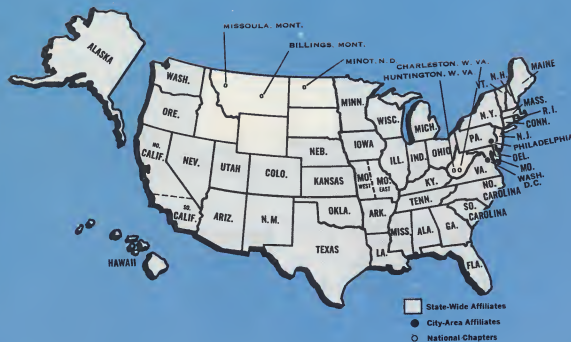 MISSOULA, MONT.
BILLINGS, MONT.
MINOT, N.D.
CHARLESTON, W. VA.
HUNTINGTON, W. VA.
ALASKA
WASH.
ORE.
NO.
CALIF.
SO.
CALIF.
NEV.
UTAH
ARIZ.
COLO.
N.M.
NEB.
KANSAS
OKLA.
TEXAS
MINN.
IOWA
MO.
WEST
MO.
EAST
ARK.
LA.
WISC.
ILL.
MICH.
IND.
OHIO
KY.
TENN.
MISS.
ALA.
GA.
FLA.
SO.
CAROLINA
NO.
CAROLINA
VA.
PA.
N.Y.
VT.
N.H.
MAINE
MASS.
R.I.
CONN.
N.J.
PHILADELPHIA
DEL.
MD.
WASH.
D.C.
HAWAII
State-Wide Affiliates
City-Area Affiliates
National Chapters